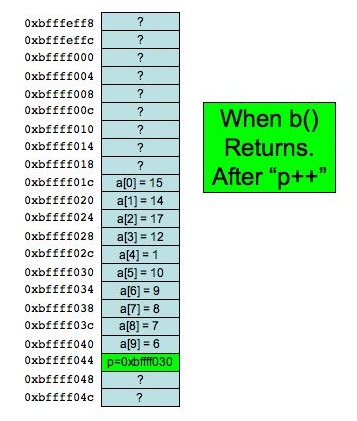 0xbfffeff8 ?
0xbfffeffc ?
0xbffff000 ?
0xbffff004 ?
0xbffff008 ?
0xbffff00c ?
0xbffff010 ?
0xbffff014 ?
0xbffff018 ?
0xbffff01c a[0] = 15
0xbffff020 a[1] = 14
0xbffff024 a[2] = 17
0xbffff028 a[3] = 12
0xbffff02c a[4] = 1
0xbffff030 a[5] = 10
0xbffff034 a[6] = 9
0xbffff038 a[7] = 8
0xbffff03c a[8] = 7
0xbffff040 a[9] = 6
0xbffff044 p=0xbffff030
0xbffff048 ?
0xbffff04c ?
When b()
Returns.
After “p++”